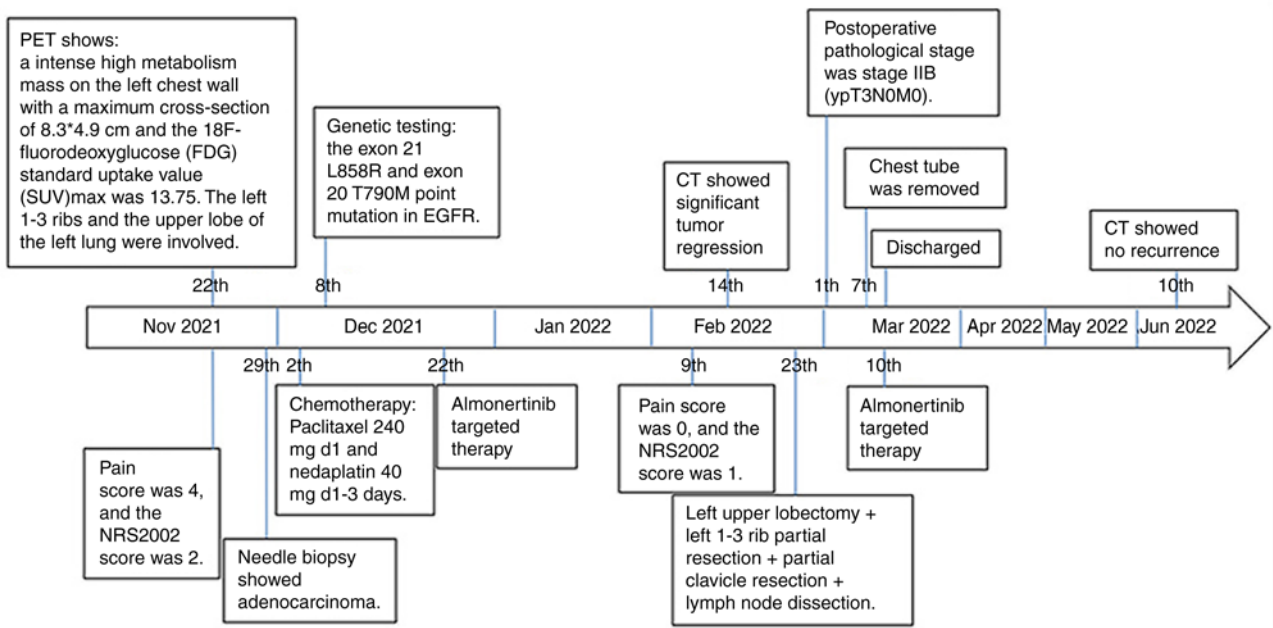 PET shows:
a intense high metabolism
mass on the left chest wall
with a maximum cross-section
of 8.3*4.9 cm and the 18F-
fluorodeoxyglucose (FDG)
standard uptake value
(SUV)max was 13.75. The left
1-3 ribs and the upper lobe of
the left lung were involved.
Genetic testing:
the exon 21
L858R and exon
20 T790M point
mutation in EGFR.
CT showed
significant
tumor
regression
Postoperative
pathological stage
was stage IIB
(ypT3N0M0).
Chest tube
was removed
Discharged
CT showed
no recurrence
22th
8th
14th
1th
7th
10th
Nov 2021
Dec 2021
Jan 2022
Feb 2022
Mar 2022
Apr 2022
May 2022
Jun 2022
29th
2th
22th
9th
23th
10th
Pain
score was 4,
and the
NRS2002
score was 2.
Needle biopsy
showed
adenocarcinoma.
Chemotherapy:
Paclitaxel 240
mg d1 and
nedaplatin 40
mg d1-3 days.
Almonertinib
targeted
therapy
Pain score
was 0, and the
NRS2002
score was 1.
Left upper lobectomy +
left 1-3 rib partial
resection + partial
clavicle resection +
lymph node dissection.
Almonertinib
targeted
therapy